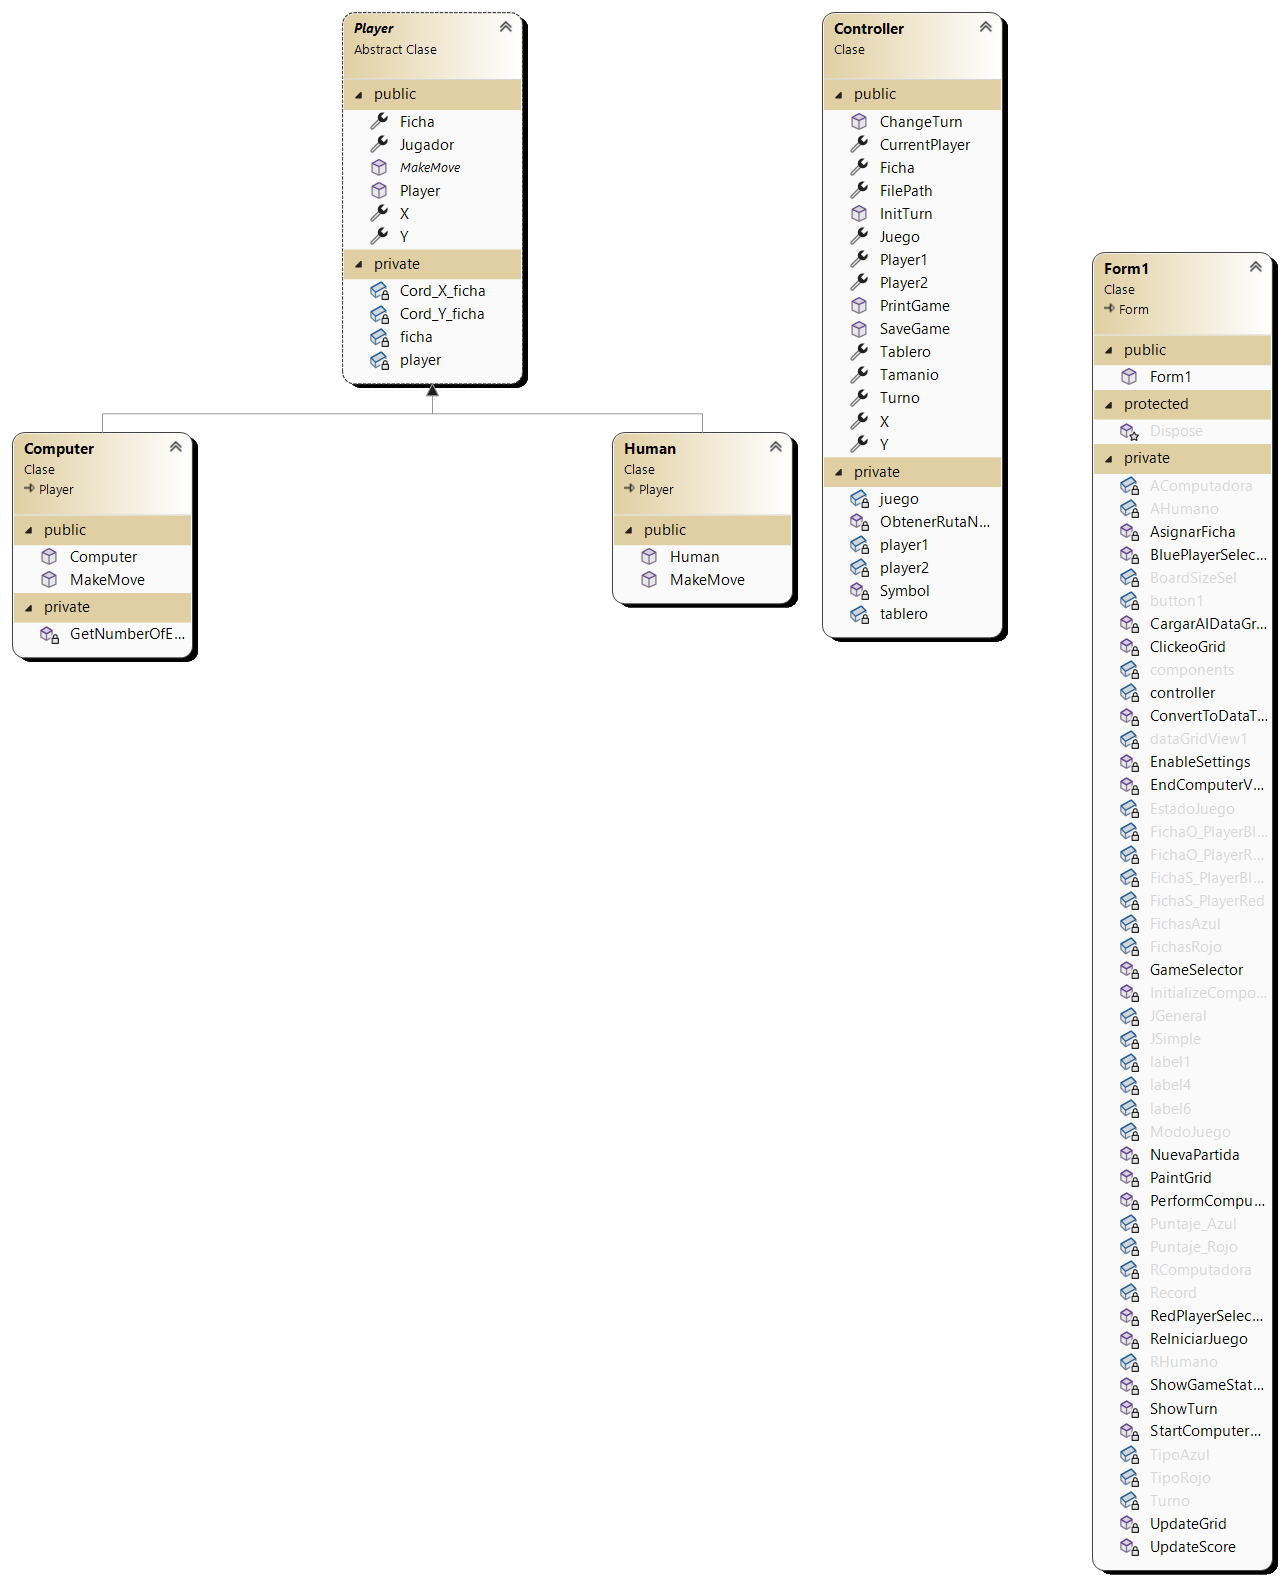 Player
Abstract Clase
public
Ficha
Jugador
MakeMove
Player
X
Y
private
Cord_X_ficha
Cord_Y_ficha
ficha
player
Computer
Clase
Player
public
Computer
MakeMove
private
GetNumberOfE...
Human
Clase
Player
public
Human
MakeMove
Controller
Clase
public
ChangeTurn
CurrentPlayer
Ficha
FilePath
InitTurn
Juego
Player1
Player2
PrintGame
SaveGame
Tablero
Tamanio
Turno
X
Y
private
juego
ObtenerRutaN...
player1
player2
Symbol
tablero
Form1
Clase
Form
public
Form1
protected
Dispose
private
AComputadora
AHumano
AsignarFicha
BluePlayerSelec...
BoardSizeSel
button1
CargarAIDataGr...
ClickeoGrid
components
controller
ConvertToDataT...
dataGridView1
EnableSettings
EndComputerV...
EstadoJuego
FichaO_PlayerBl...
FichaO_PlayerR...
FichaS_PlayerBl...
FichaS_PlayerRed
FichasAzul
FichasRojo
GameSelector
InitializeCompo...
JGeneral
JSimple
label1
label4
label6
ModoJuego
NuevaPartida
PaintGrid
PerformCompu...
Puntaje_Azul
Puntaje_Rojo
RComputadora
Record
RedPlayerSelec...
ReIniciarJuego
RHumano
ShowGameStat...
ShowTurn
StartComputer...
TipoAzul
TipoRojo
Turno
UpdateGrid
UpdateScore